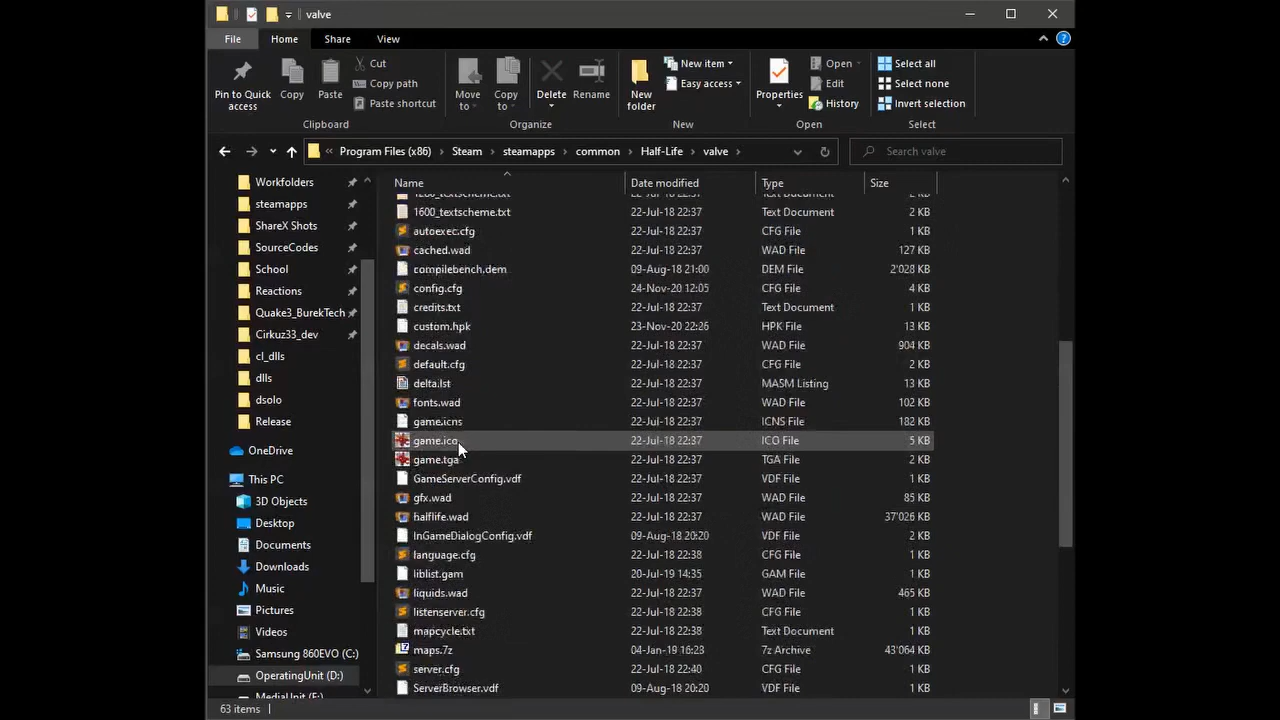 valve
File Home Share View
Pin to Quick access
Copy
Paste
Cut
Copy path
Paste shortcut
Clipboard
Move to
Copy to
Delete
Rename
Organize
New folder
New item
Easy access
New
Properties
Open
Edit
History
Open
Select all
Select none
Invert selection
Select
« Program Files (x86) > Steam > steamapps > common > Half-Life > valve >
Search valve
Workfolders
steamapps
ShareX Shots
SourceCodes
School
Reactions
Quake3_BurekTech
Cirkuz33_dev
cl_dlls
dlls
dsolo
Release
OneDrive
This PC
3D Objects
Desktop
Documents
Downloads
Music
Pictures
Videos
Samsung 860EVO (C:)
OperatingUnit (D:)
MediaUnit (E:)
Name Date modified Type Size
1280_textscheme.txt 22-Jul-18 22:37 Text Document 2 KB
1600_textscheme.txt 22-Jul-18 22:37 Text Document 2 KB
autoexec.cfg 22-Jul-18 22:37 CFG File 1 KB
cached.wad 22-Jul-18 22:37 WAD File 127 KB
compilebench.dem 09-Aug-18 21:00 DEM File 2'028 KB
config.cfg 24-Nov-20 12:05 CFG File 4 KB
credits.txt 22-Jul-18 22:37 Text Document 1 KB
custom.hpk 23-Nov-20 22:26 HPK File 13 KB
decals.wad 22-Jul-18 22:37 WAD File 904 KB
default.cfg 22-Jul-18 22:37 CFG File 1 KB
delta.lst 22-Jul-18 22:37 MASM Listing 13 KB
fonts.wad 22-Jul-18 22:37 WAD File 102 KB
game.icns 22-Jul-18 22:37 ICNS File 182 KB
game.ico 22-Jul-18 22:37 ICO File 5 KB
game.tga 22-Jul-18 22:37 TGA File 2 KB
GameServerConfig.vdf 22-Jul-18 22:37 VDF File 1 KB
gfx.wad 22-Jul-18 22:37 WAD File 85 KB
halflife.wad 22-Jul-18 22:37 WAD File 37'026 KB
InGameDialogConfig.vdf 09-Aug-18 20:20 VDF File 2 KB
language.cfg 22-Jul-18 22:38 CFG File 1 KB
liblist.gam 20-Jul-19 14:35 GAM File 1 KB
liquids.wad 22-Jul-18 22:37 WAD File 465 KB
listenserver.cfg 22-Jul-18 22:38 CFG File 1 KB
mapcycle.txt 22-Jul-18 22:38 Text Document 1 KB
maps.7z 04-Jan-19 16:23 7z Archive 43'064 KB
server.cfg 22-Jul-18 22:40 CFG File 1 KB
ServerBrowser.vdf 09-Aug-18 20:20 VDF File 1 KB
63 items